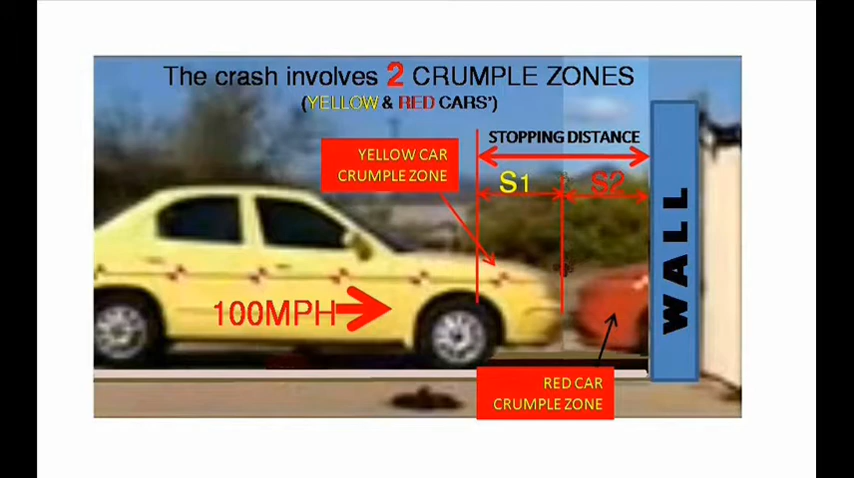 The crash involves 2 CRUMPLE ZONES
(YELLOW & RED CARS')
STOPPING DISTANCE
YELLOW CAR
CRUMPLE ZONE
S1
S2
100MPH
WALL
RED CAR
CRUMPLE ZONE